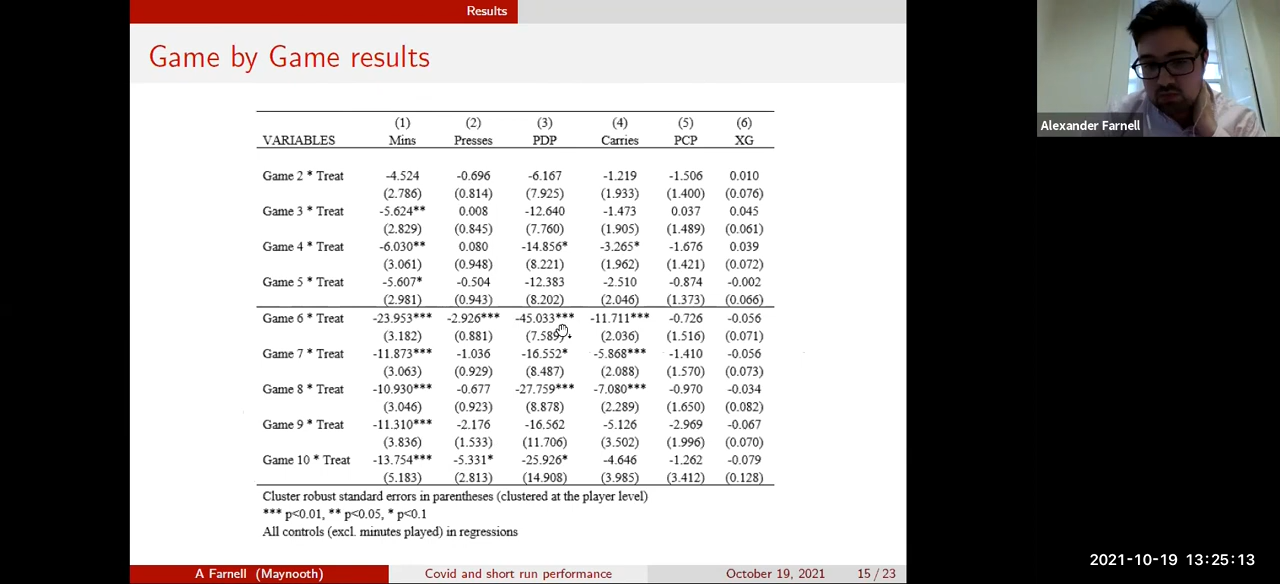 Results
Game by Game results
(1) (2) (3) (4) (5) (6)
VARIABLES Mins Presses PDP Carries PCP XG
Game 2 * Treat -4.524 -0.696 -6.167 -1.219 -1.506 0.010
(2.786) (0.814) (7.925) (1.933) (1.400) (0.076)
Game 3 * Treat -5.624** 0.008 -12.640 -1.473 0.037 0.045
(2.829) (0.845) (7.760) (1.905) (1.489) (0.061)
Game 4 * Treat -6.030** 0.080 -14.856* -3.265* -1.676 0.039
(3.061) (0.948) (8.221) (1.962) (1.421) (0.072)
Game 5 * Treat -5.607* -0.504 -12.383 -2.510 -0.874 -0.002
(2.981) (0.943) (8.202) (2.046) (1.373) (0.066)
Game 6 * Treat -23.953*** -2.926*** -45.033*** -11.711*** -0.726 -0.056
(3.182) (0.881) (7.589) (2.036) (1.516) (0.071)
Game 7 * Treat -11.873*** -1.036 -16.552* -5.868*** -1.410 -0.056
(3.063) (0.929) (8.487) (2.088) (1.570) (0.073)
Game 8 * Treat -10.930*** -0.677 -27.759*** -7.080*** -0.970 -0.034
(3.046) (0.923) (8.878) (2.289) (1.650) (0.082)
Game 9 * Treat -11.310*** -2.176 -16.562 -5.126 -2.969 -0.067
(3.836) (1.533) (11.706) (3.502) (1.996) (0.070)
Game 10 * Treat -13.754*** -5.331* -25.926* -4.646 -1.262 -0.079
(5.183) (2.813) (14.908) (3.985) (3.412) (0.128)
Cluster robust standard errors in parentheses (clustered at the player level)
*** p<0.01, ** p<0.05, * p<0.1
All controls (excl. minutes played) in regressions
A Farnell (Maynooth) Covid and short run performance October 19, 2021 15 / 23
Alexander Farnell
2021-10-19 13:25:13